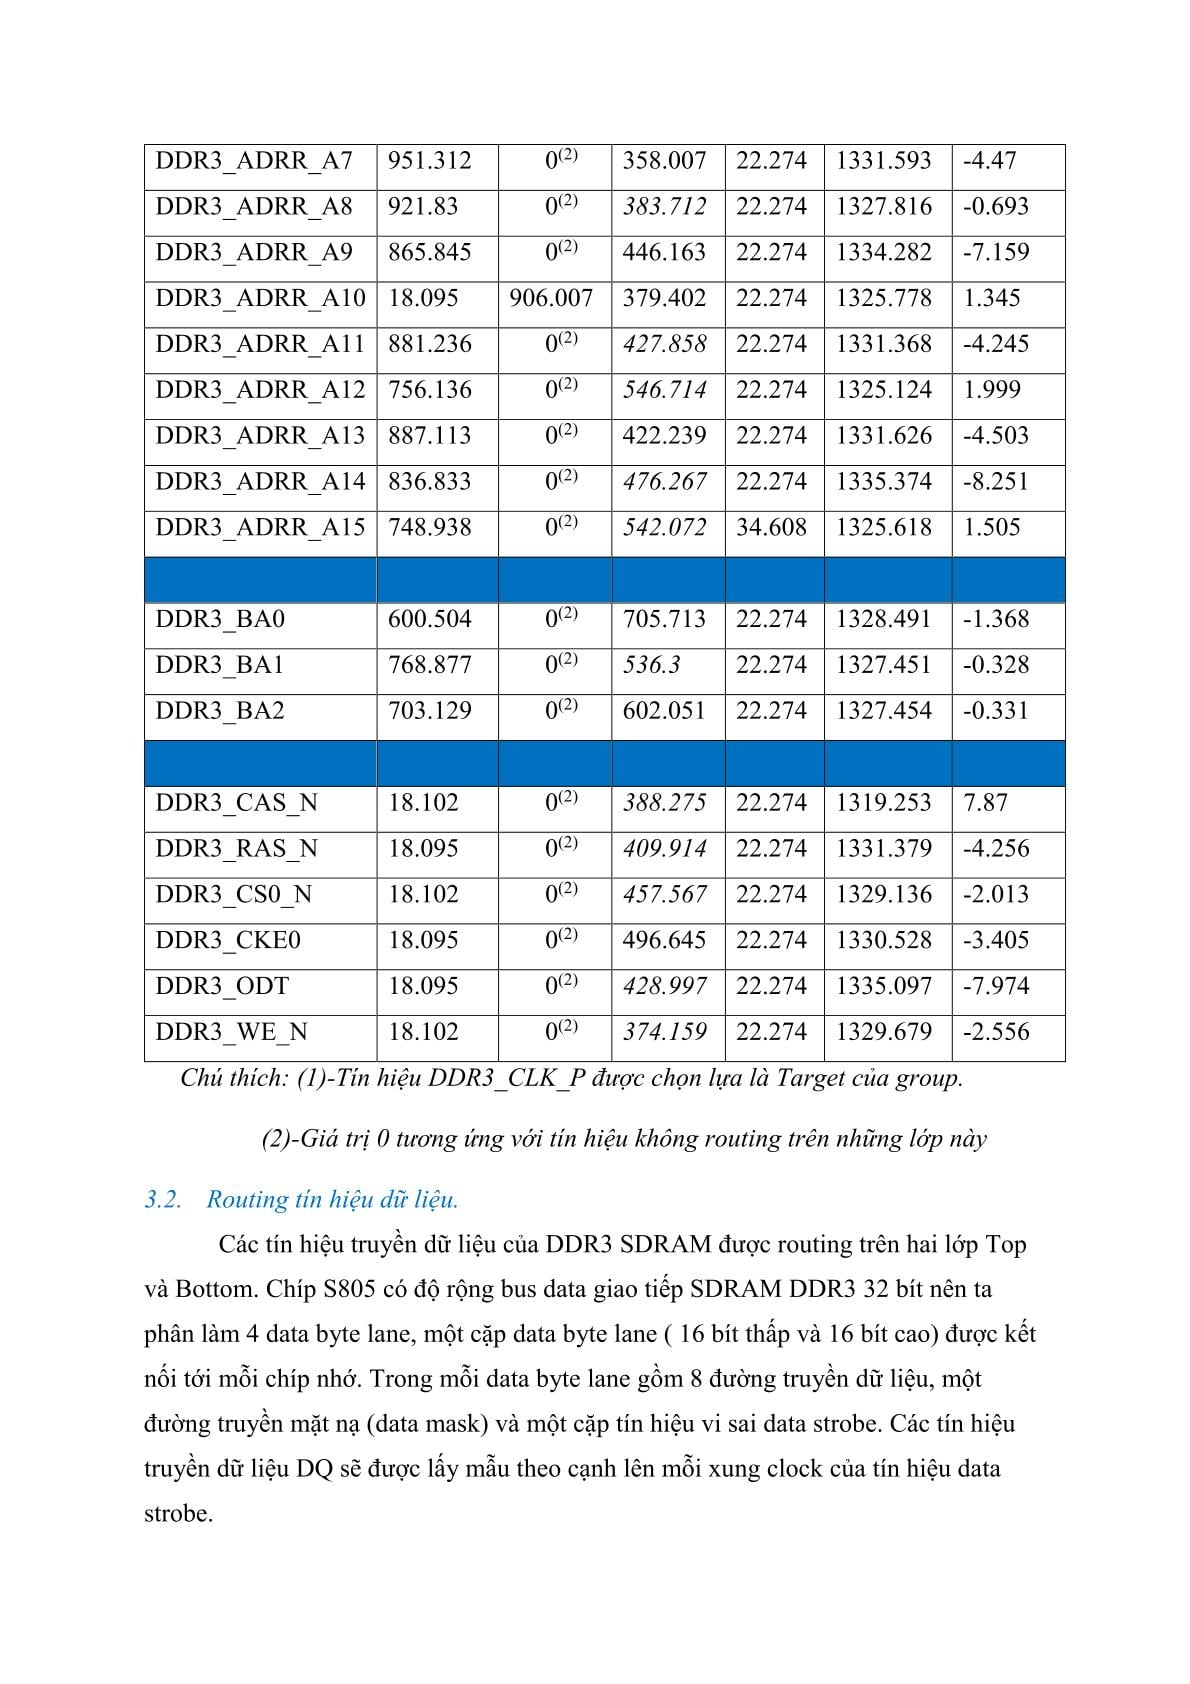 DDR3_ADRR_A7 951.312 0(2) 358.007 22.274 1331.593 -4.47
DDR3_ADRR_A8 921.83 0(2) 383.712 22.274 1327.816 -0.693
DDR3_ADRR_A9 865.845 0(2) 446.163 22.274 1334.282 -7.159
DDR3_ADRR_A10 18.095 906.007 379.402 22.274 1325.778 1.345
DDR3_ADRR_A11 881.236 0(2) 427.858 22.274 1331.368 -4.245
DDR3_ADRR_A12 756.136 0(2) 546.714 22.274 1325.124 1.999
DDR3_ADRR_A13 887.113 0(2) 422.239 22.274 1331.626 -4.503
DDR3_ADRR_A14 836.833 0(2) 476.267 22.274 1335.374 -8.251
DDR3_ADRR_A15 748.938 0(2) 542.072 34.608 1325.618 1.505
DDR3_BA0 600.504 0(2) 705.713 22.274 1328.491 -1.368
DDR3_BA1 768.877 0(2) 536.3 22.274 1327.451 -0.328
DDR3_BA2 703.129 0(2) 602.051 22.274 1327.454 -0.331
DDR3_CAS_N 18.102 0(2) 388.275 22.274 1319.253 7.87
DDR3_RAS_N 18.095 0(2) 409.914 22.274 1331.379 -4.256
DDR3_CS0_N 18.102 0(2) 457.567 22.274 1329.136 -2.013
DDR3_CKE0 18.095 0(2) 496.645 22.274 1330.528 -3.405
DDR3_ODT 18.095 0(2) 428.997 22.274 1335.097 -7.974
DDR3_WE_N 18.102 0(2) 374.159 22.274 1329.679 -2.556
Chú thích: (1)-Tín hiệu DDR3_CLK_P được chọn lựa là Target của group.
(2)-Giá trị 0 tương ứng với tín hiệu không routing trên những lớp này
3.2. Routing tín hiệu dữ liệu.
Các tín hiệu truyền dữ liệu của DDR3 SDRAM được routing trên hai lớp Top
và Bottom. Chíp S805 có độ rộng bus data giao tiếp SDRAM DDR3 32 bít nên ta
phân làm 4 data byte lane, một cặp data byte lane ( 16 bít thấp và 16 bít cao) được kết
nối tới mỗi chíp nhớ. Trong mỗi data byte lane gồm 8 đường truyền dữ liệu, một
đường truyền mặt nạ (data mask) và một cặp tín hiệu vi sai data strobe. Các tín hiệu
truyền dữ liệu DQ sẽ được lấy mẫu theo cạnh lên mỗi xung clock của tín hiệu data
strobe.